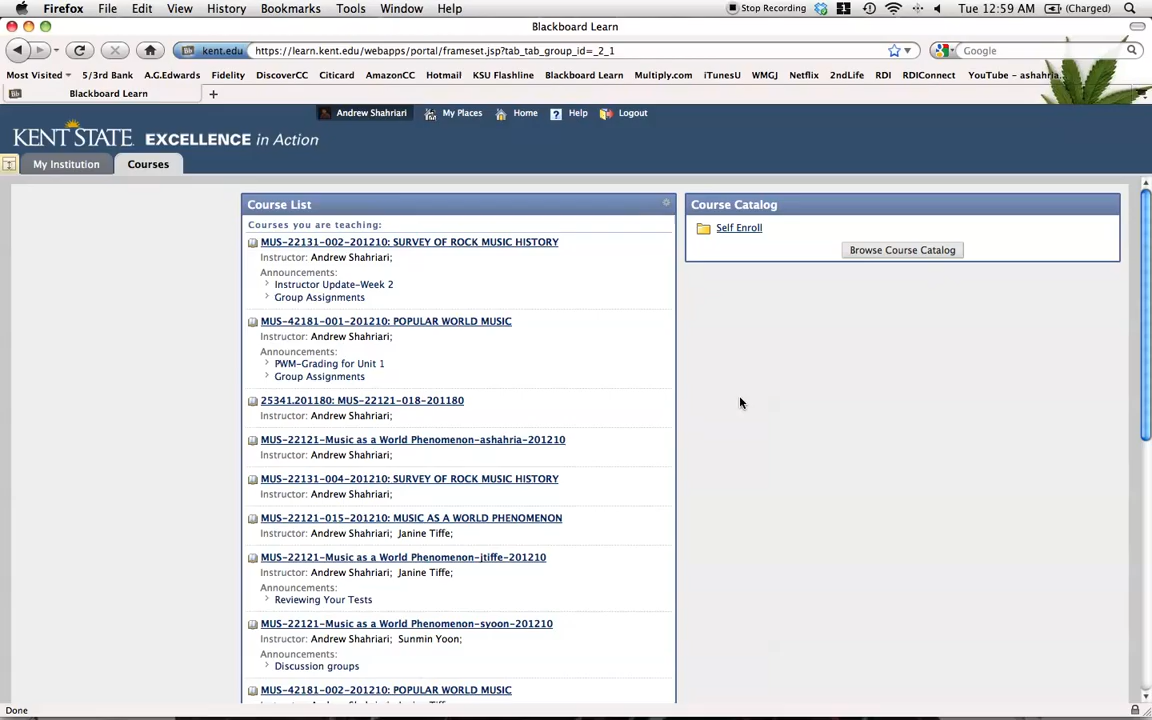 Firefox File Edit View History Bookmarks Tools Window Help Stop Recording 1 Tue 12:59 AM (Charged)
Blackboard Learn
kent.edu https://learn.kent.edu/webapps/portal/frameset.jsp?tab_tab_group_id=_2_1 Google
Most Visited 5/3rd Bank A.G.Edwards Fidelity DiscoverCC Citicard AmazonCC Hotmail KSU Flashline Blackboard Learn Multiply.com iTunesU WMGJ Netflix 2ndLife RDI RDIConnect YouTube - ashahria...
Blackboard Learn
Andrew Shahriari My Places Home Help Logout
KENT STATE EXCELLENCE in Action
My Institution Courses
Course List
Courses you are teaching:
MUS-22131-002-201210: SURVEY OF ROCK MUSIC HISTORY
Instructor: Andrew Shahriari;
Announcements:
Instructor Update-Week 2
Group Assignments
MUS-42181-001-201210: POPULAR WORLD MUSIC
Instructor: Andrew Shahriari;
Announcements:
PWM-Grading for Unit 1
Group Assignments
25341.201180: MUS-22121-018-201180
Instructor: Andrew Shahriari;
MUS-22121-Music as a World Phenomenon-ashahria-201210
Instructor: Andrew Shahriari;
MUS-22131-004-201210: SURVEY OF ROCK MUSIC HISTORY
Instructor: Andrew Shahriari;
MUS-22121-015-201210: MUSIC AS A WORLD PHENOMENON
Instructor: Andrew Shahriari; Janine Tiffe;
MUS-22121-Music as a World Phenomenon-jtiffe-201210
Instructor: Andrew Shahriari; Janine Tiffe;
Announcements:
Reviewing Your Tests
MUS-22121-Music as a World Phenomenon-syoon-201210
Instructor: Andrew Shahriari; Sunmin Yoon;
Announcements:
Discussion groups
MUS-42181-002-201210: POPULAR WORLD MUSIC
Course Catalog
Self Enroll
Browse Course Catalog
Done